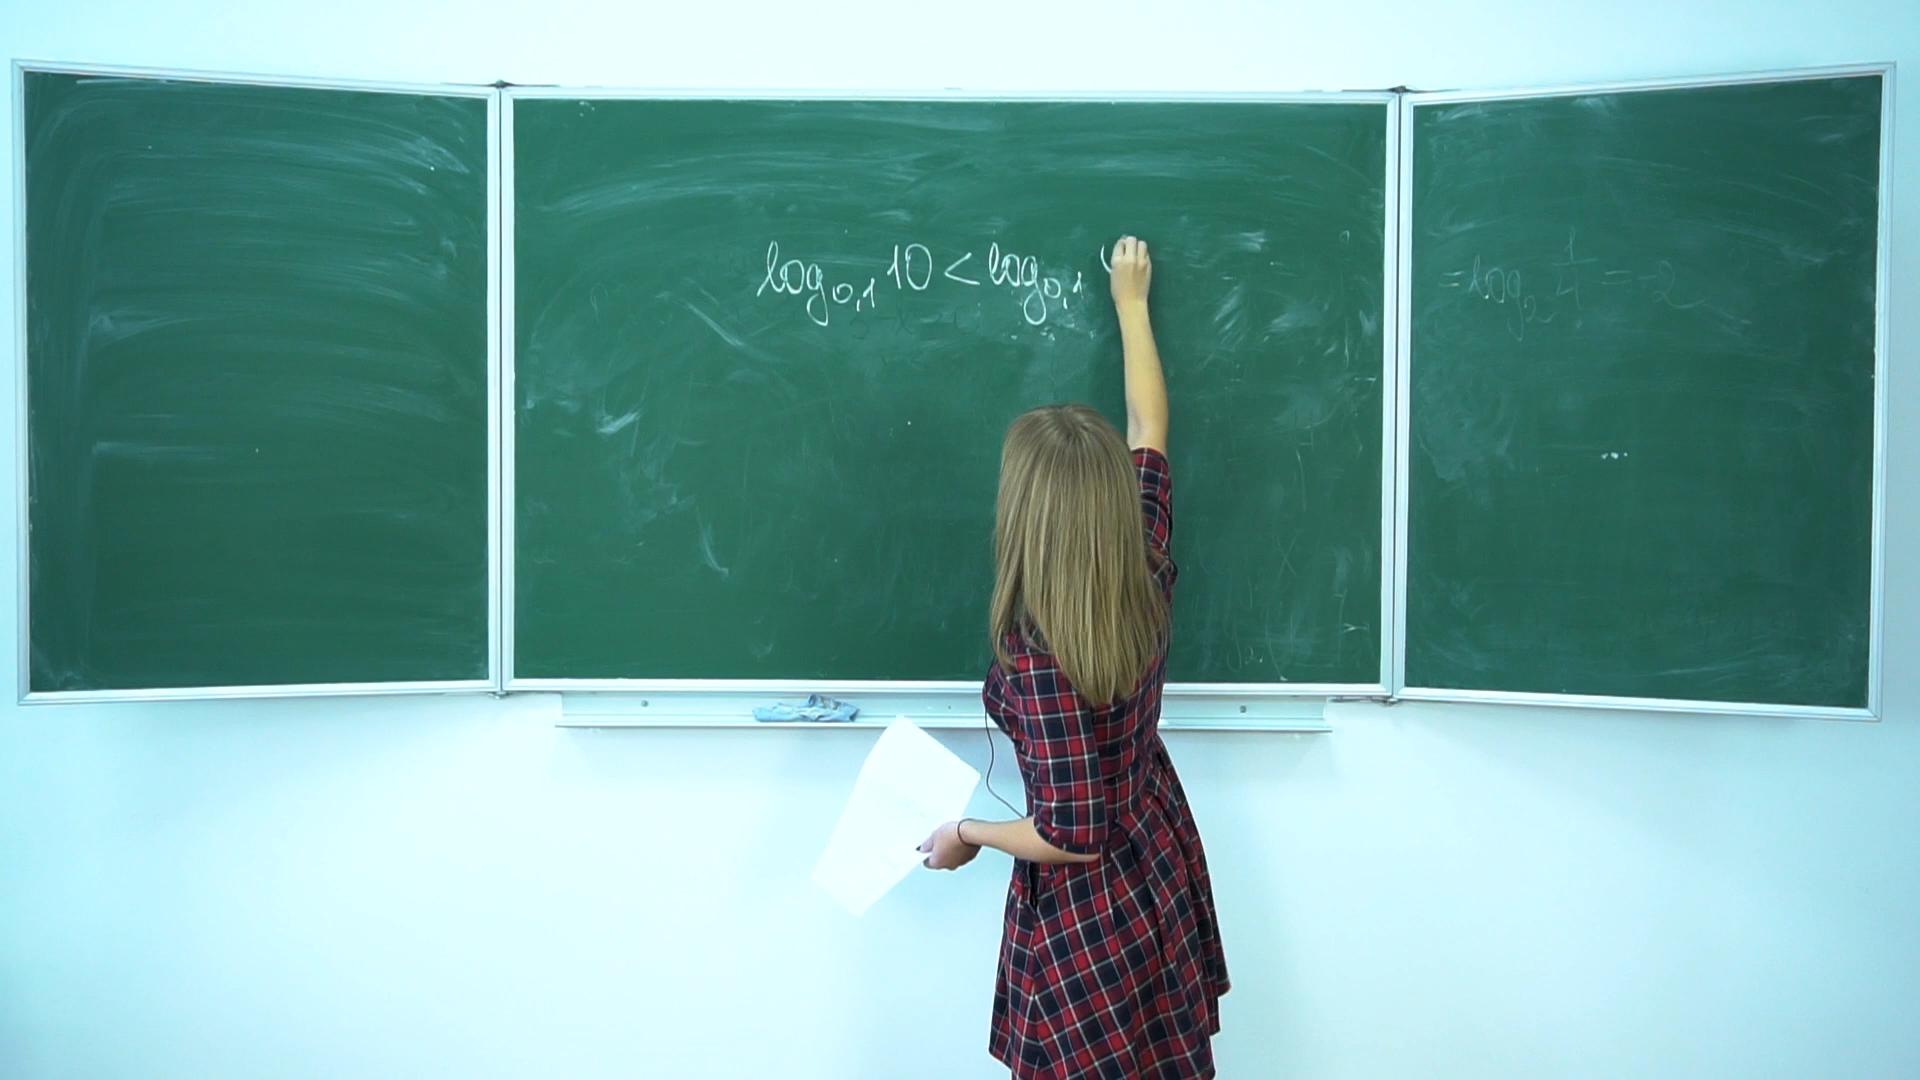 log₀,₁ 10 < log₀,₁
= log₂ 1/4 = -2